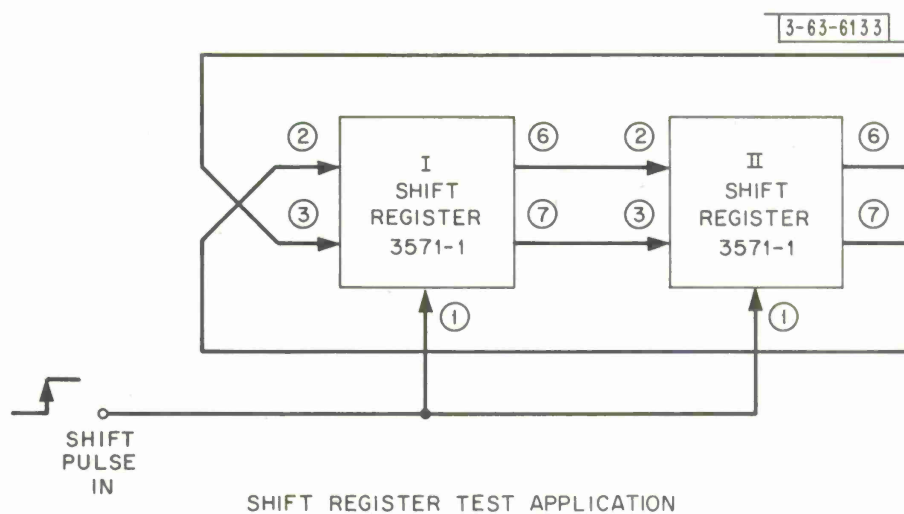 3-63-6133
② ⑥ ② ⑥
I
SHIFT
REGISTER
3571-1
II
SHIFT
REGISTER
3571-1
③ ⑦ ③ ⑦
① ①
SHIFT
PULSE
IN
SHIFT REGISTER TEST APPLICATION